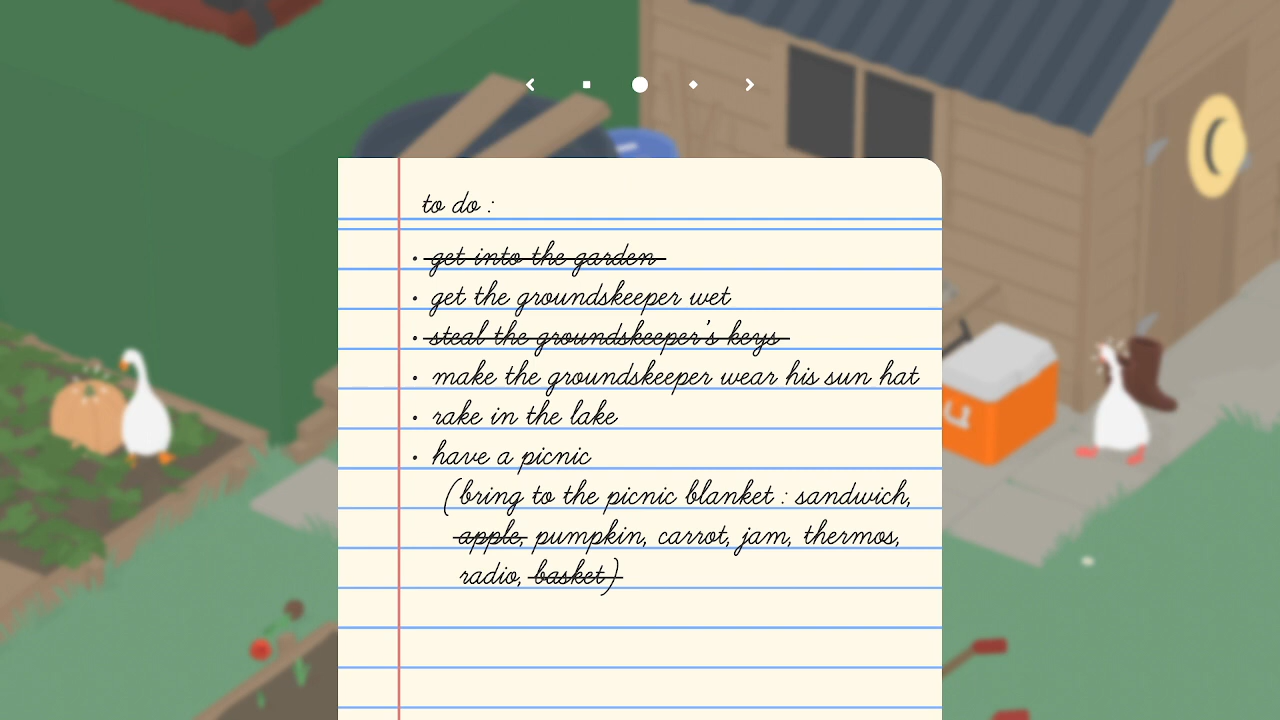 to do :
• get into the garden
• get the groundskeeper wet
• steal the groundskeeper's keys
• make the groundskeeper wear his sun hat
• rake in the lake
• have a picnic
(bring to the picnic blanket : sandwich,
apple, pumpkin, carrot, jam, thermos,
radio, basket)